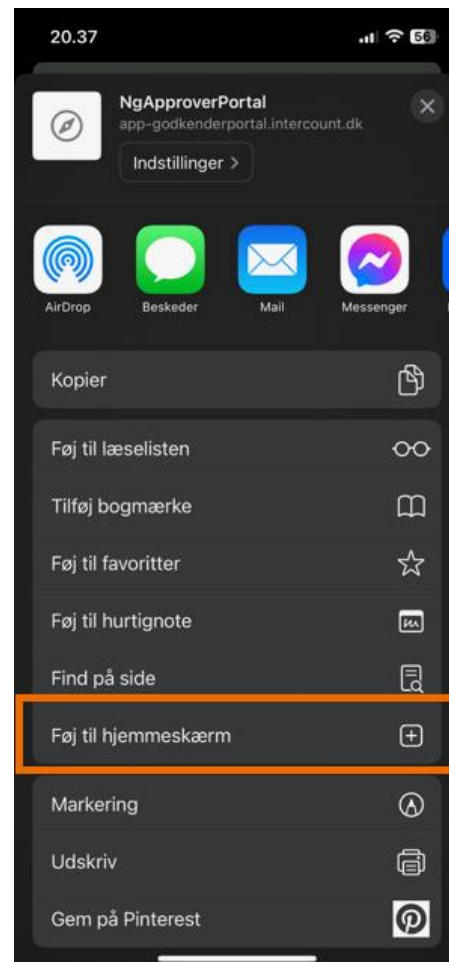 20.37
56
NgApproverPortal
app-godkenderportal.intercount.dk
Indstillinger >
AirDrop
Beskeder
Mail
Messenger
Kopier
Føj til læselisten
Tilføj bogmærke
Føj til favoritter
Føj til hurtignote
Find på side
Føj til hjemmeskærm
Markering
Udskriv
Gem på Pinterest